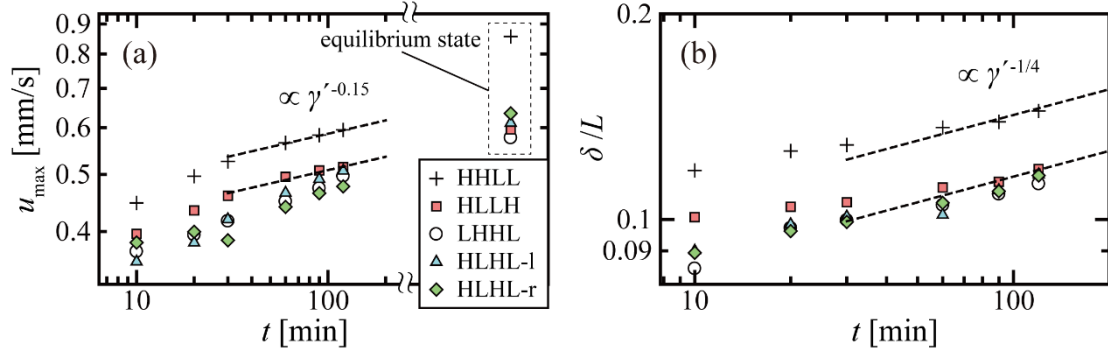 (a)
equilibrium state
∝ γ′-0.15
0.9
0.8
0.7
0.6
0.5
0.4
u_max [mm/s]
HHLL
HLLH
LHHL
HLHL-l
HLHL-r
10
100
t [min]
(b)
∝ γ′-1/4
0.2
0.1
0.09
δ/L
10
100
t [min]